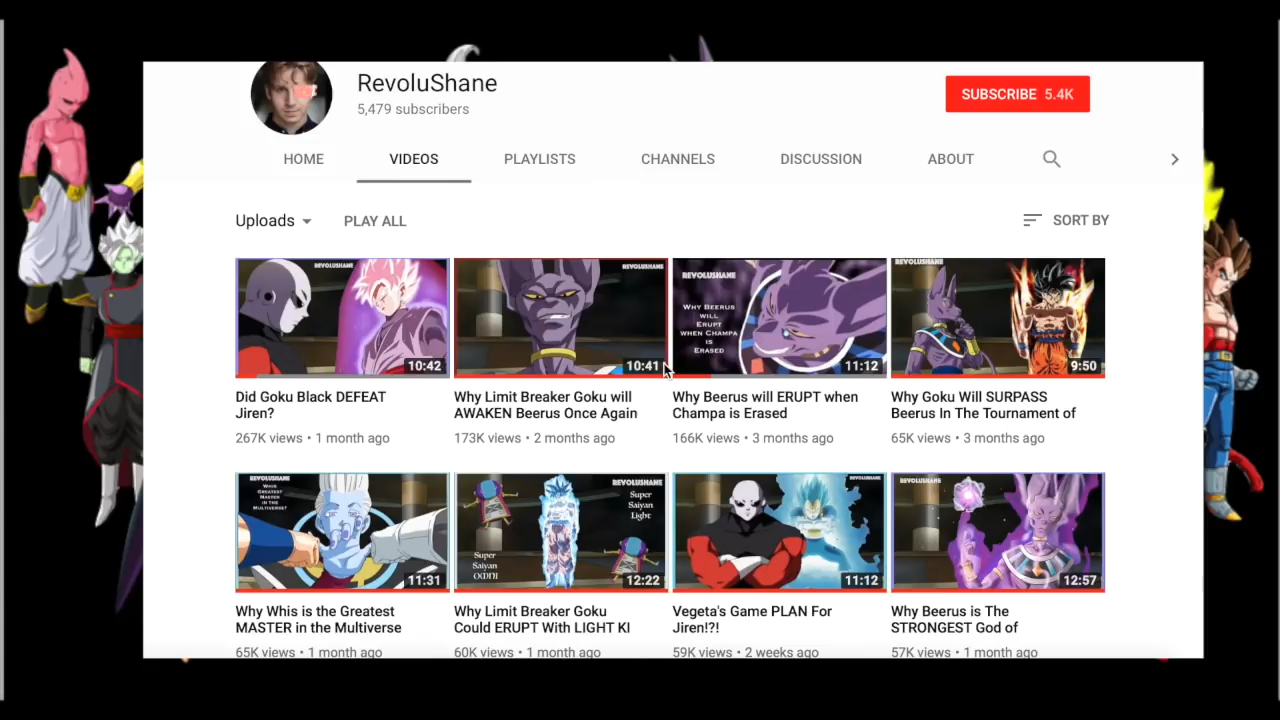 RevoluShane
5,479 subscribers
SUBSCRIBE 5.4K
HOME
VIDEOS
PLAYLISTS
CHANNELS
DISCUSSION
ABOUT
Uploads
PLAY ALL
SORT BY
REVOLUSHANE
10:42
REVOLUSHANE
10:41
REVOLUSHANE
WHY BEERUS
WILL
ERUPT
WHEN CHAMPA
IS
ERASED
11:12
REVOLUSHANE
9:50
Did Goku Black DEFEAT
Jiren?
267K views • 1 month ago
Why Limit Breaker Goku will
AWAKEN Beerus Once Again
173K views • 2 months ago
Why Beerus will ERUPT when
Champa is Erased
166K views • 3 months ago
Why Goku Will SURPASS
Beerus In The Tournament of
65K views • 3 months ago
REVOLUSHANE
GREATEST
MASTER
IN THE
MULTIVERSE?
11:31
REVOLUSHANE
Super
Saiyan
Light
Super
Saiyan
OMNI
12:22
REVOLUSHANE
11:12
REVOLUSHANE
12:57
Why Whis is the Greatest
MASTER in the Multiverse
65K views • 1 month ago
Why Limit Breaker Goku
Could ERUPT With LIGHT KI
60K views • 1 month ago
Vegeta's Game PLAN For
Jiren!?!
59K views • 2 weeks ago
Why Beerus is The
STRONGEST God of
57K views • 1 month ago